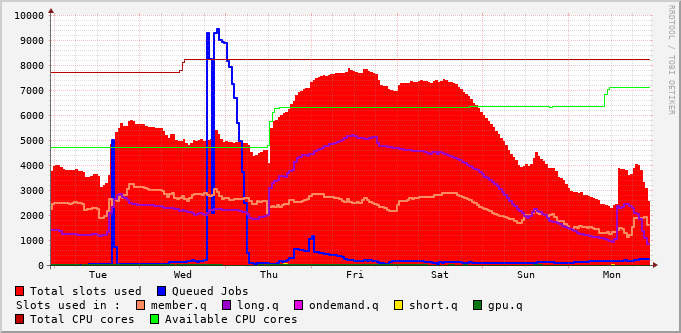 RRDTOOL / TOBI OETIKER
10000
9000
8000
7000
6000
5000
4000
3000
2000
1000
0
Tue Wed Thu Fri Sat Sun Mon
Total slots used Queued Jobs
Slots used in : member.q long.q ondemand.q short.q gpu.q
Total CPU cores Available CPU cores